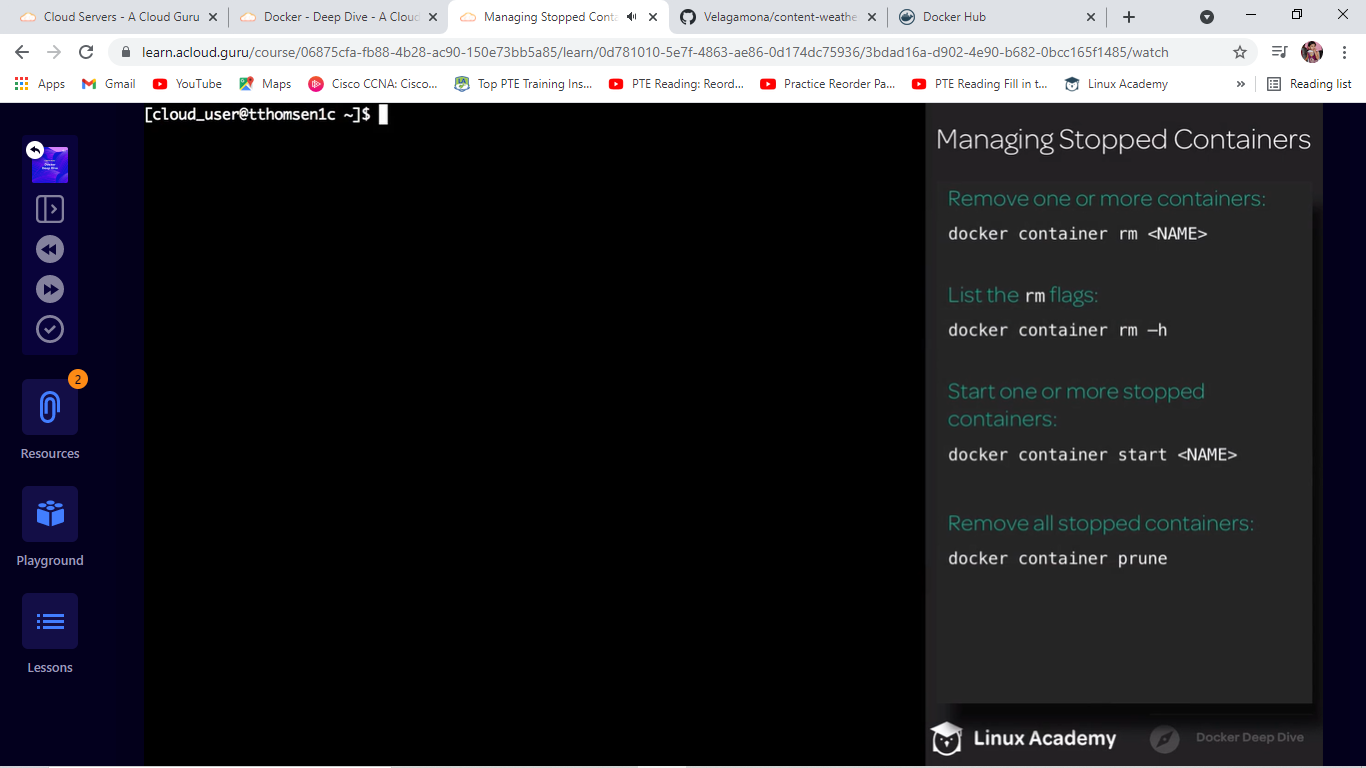 Cloud Servers - A Cloud Guru
Docker - Deep Dive - A Cloud
Managing Stopped Conta
Velagamona/content-weathe
Docker Hub
learn.acloud.guru/course/06875cfa-fb88-4b28-ac90-150e73bb5a85/learn/0d781010-5e7f-4863-ae86-0d174dc75936/3bdad16a-d902-4e90-b682-0bcc165f1485/watch
Apps
Gmail
YouTube
Maps
Cisco CCNA: Cisco...
Top PTE Training Ins...
PTE Reading: Reord...
Practice Reorder Pa...
PTE Reading Fill in t...
Linux Academy
»
Reading list
[cloud_user@tthomsen1c ~]$
2
Resources
Playground
Lessons
Managing Stopped Containers
Remove one or more containers:
docker container rm <NAME>
List the rm flags:
docker container rm –h
Start one or more stopped
containers:
docker container start <NAME>
Remove all stopped containers:
docker container prune
Linux Academy
Docker Deep Dive